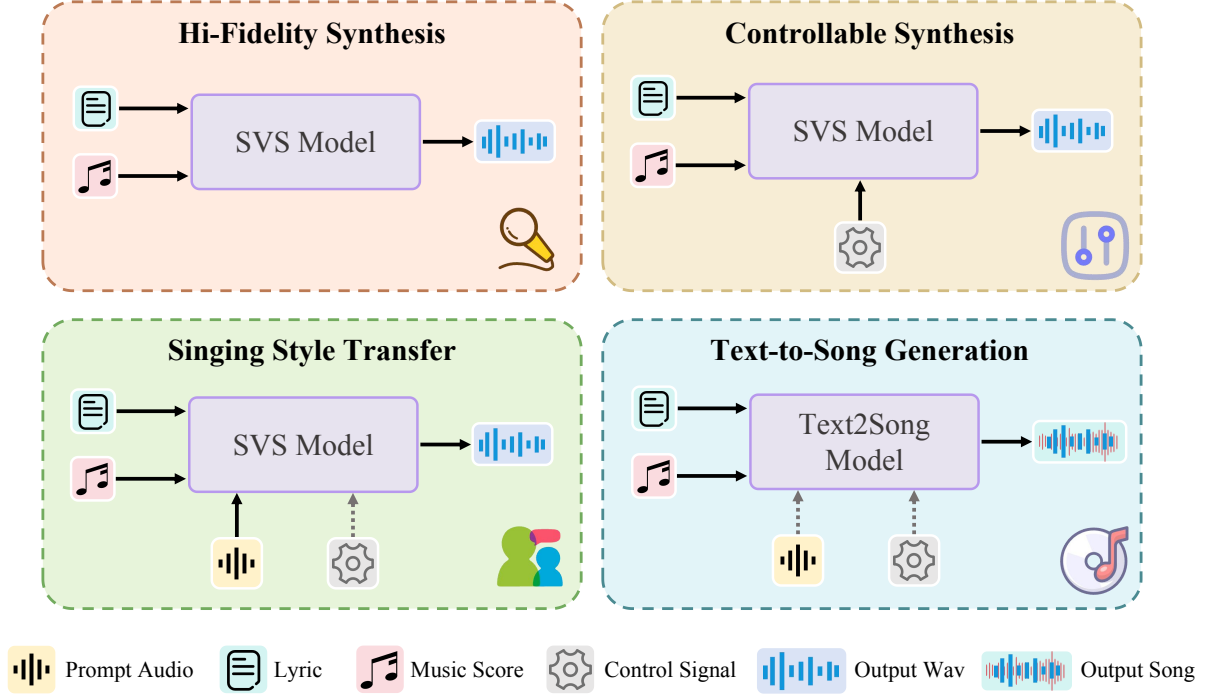 Hi-Fidelity Synthesis
SVS Model
Controllable Synthesis
SVS Model
Singing Style Transfer
SVS Model
Text-to-Song Generation
Text2Song
Model
Prompt Audio
Lyric
Music Score
Control Signal
Output Wav
Output Song